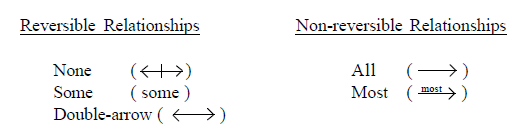 Reversible Relationships
None (<-|->)
Some ( some )
Double-arrow ( <--> )
Non-reversible Relationships
All ( --> )
Most ( most--> )